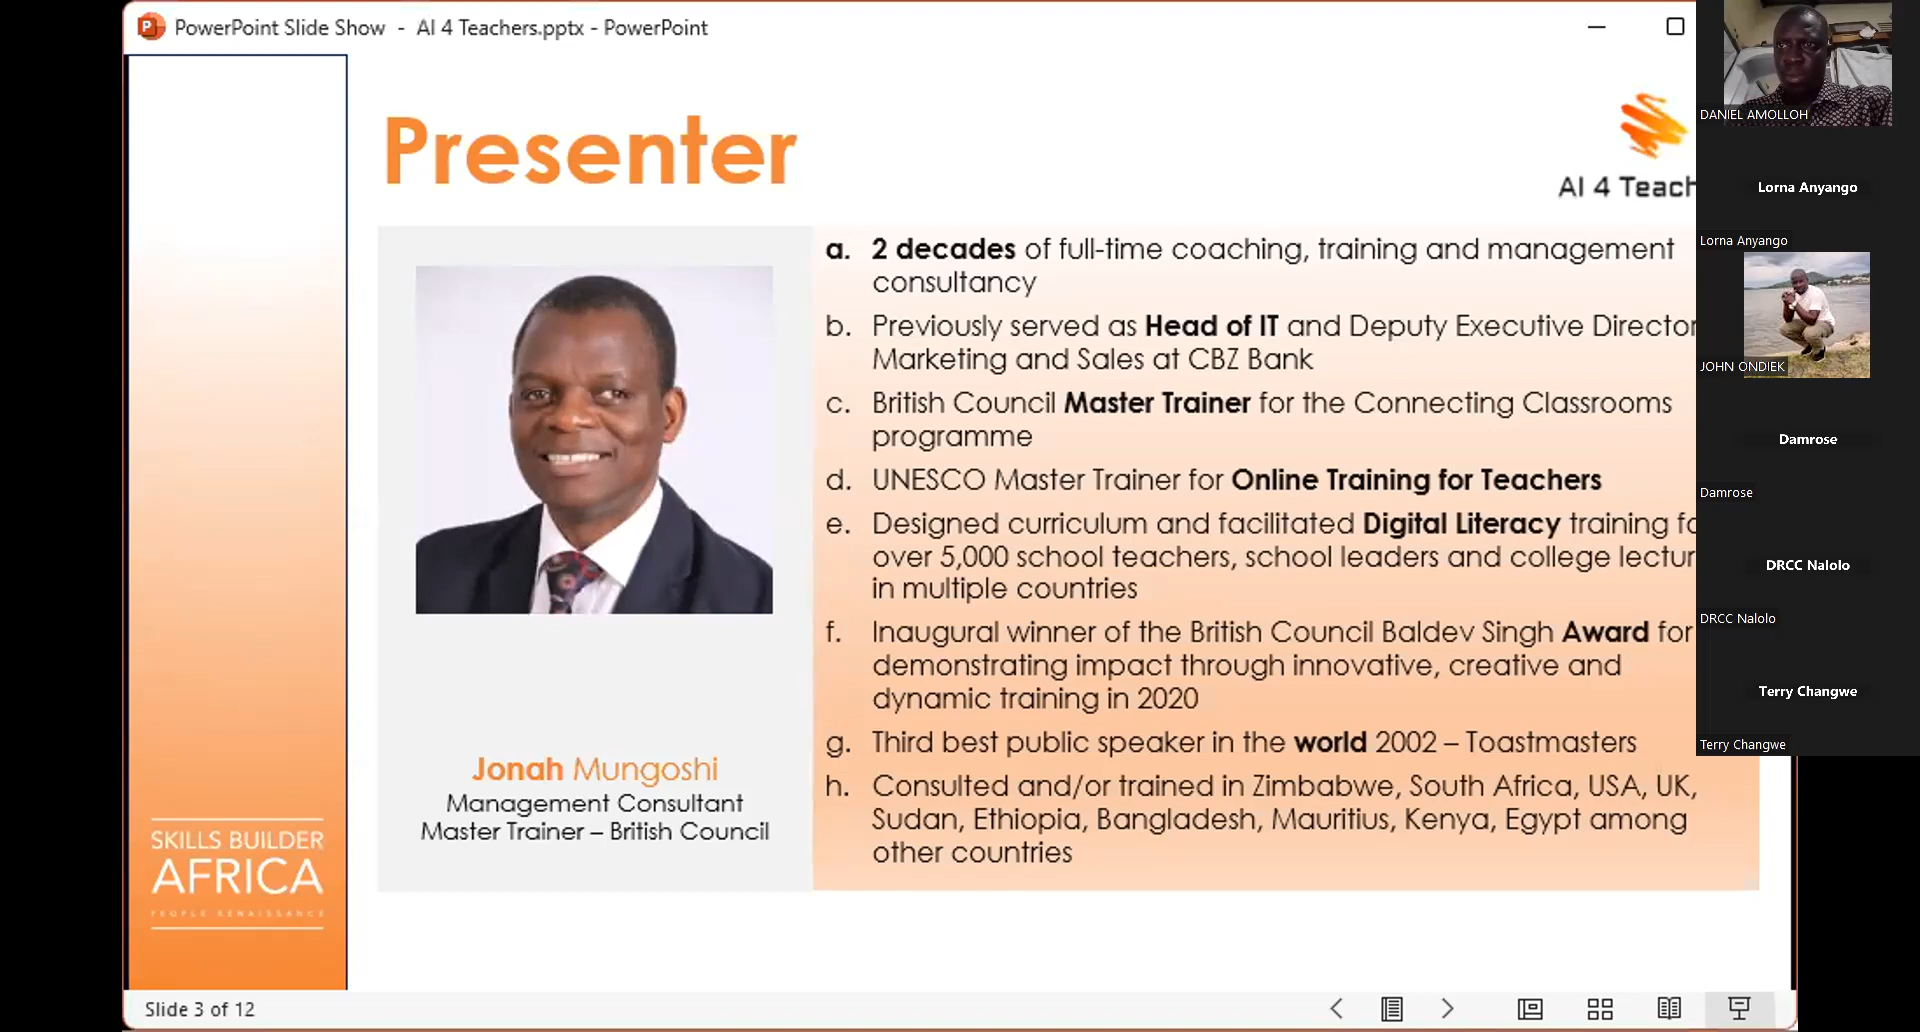 PowerPoint Slide Show - AI 4 Teachers.pptx - PowerPoint
Presenter
AI 4 Teach
a. 2 decades of full-time coaching, training and management
consultancy
b. Previously served as Head of IT and Deputy Executive Director
Marketing and Sales at CBZ Bank
c. British Council Master Trainer for the Connecting Classrooms
programme
d. UNESCO Master Trainer for Online Training for Teachers
e. Designed curriculum and facilitated Digital Literacy training fo
over 5,000 school teachers, school leaders and college lectur
in multiple countries
f. Inaugural winner of the British Council Baldev Singh Award for
demonstrating impact through innovative, creative and
dynamic training in 2020
g. Third best public speaker in the world 2002 – Toastmasters
h. Consulted and/or trained in Zimbabwe, South Africa, USA, UK,
Sudan, Ethiopia, Bangladesh, Mauritius, Kenya, Egypt among
other countries
Jonah Mungoshi
Management Consultant
Master Trainer – British Council
SKILLS BUILDER
AFRICA
PEOPLE RENAISSANCE
Slide 3 of 12
DANIEL AMOLLOH
Lorna Anyango
Lorna Anyango
JOHN ONDIEK
Damrose
Damrose
DRCC Nalolo
DRCC Nalolo
Terry Changwe
Terry Changwe